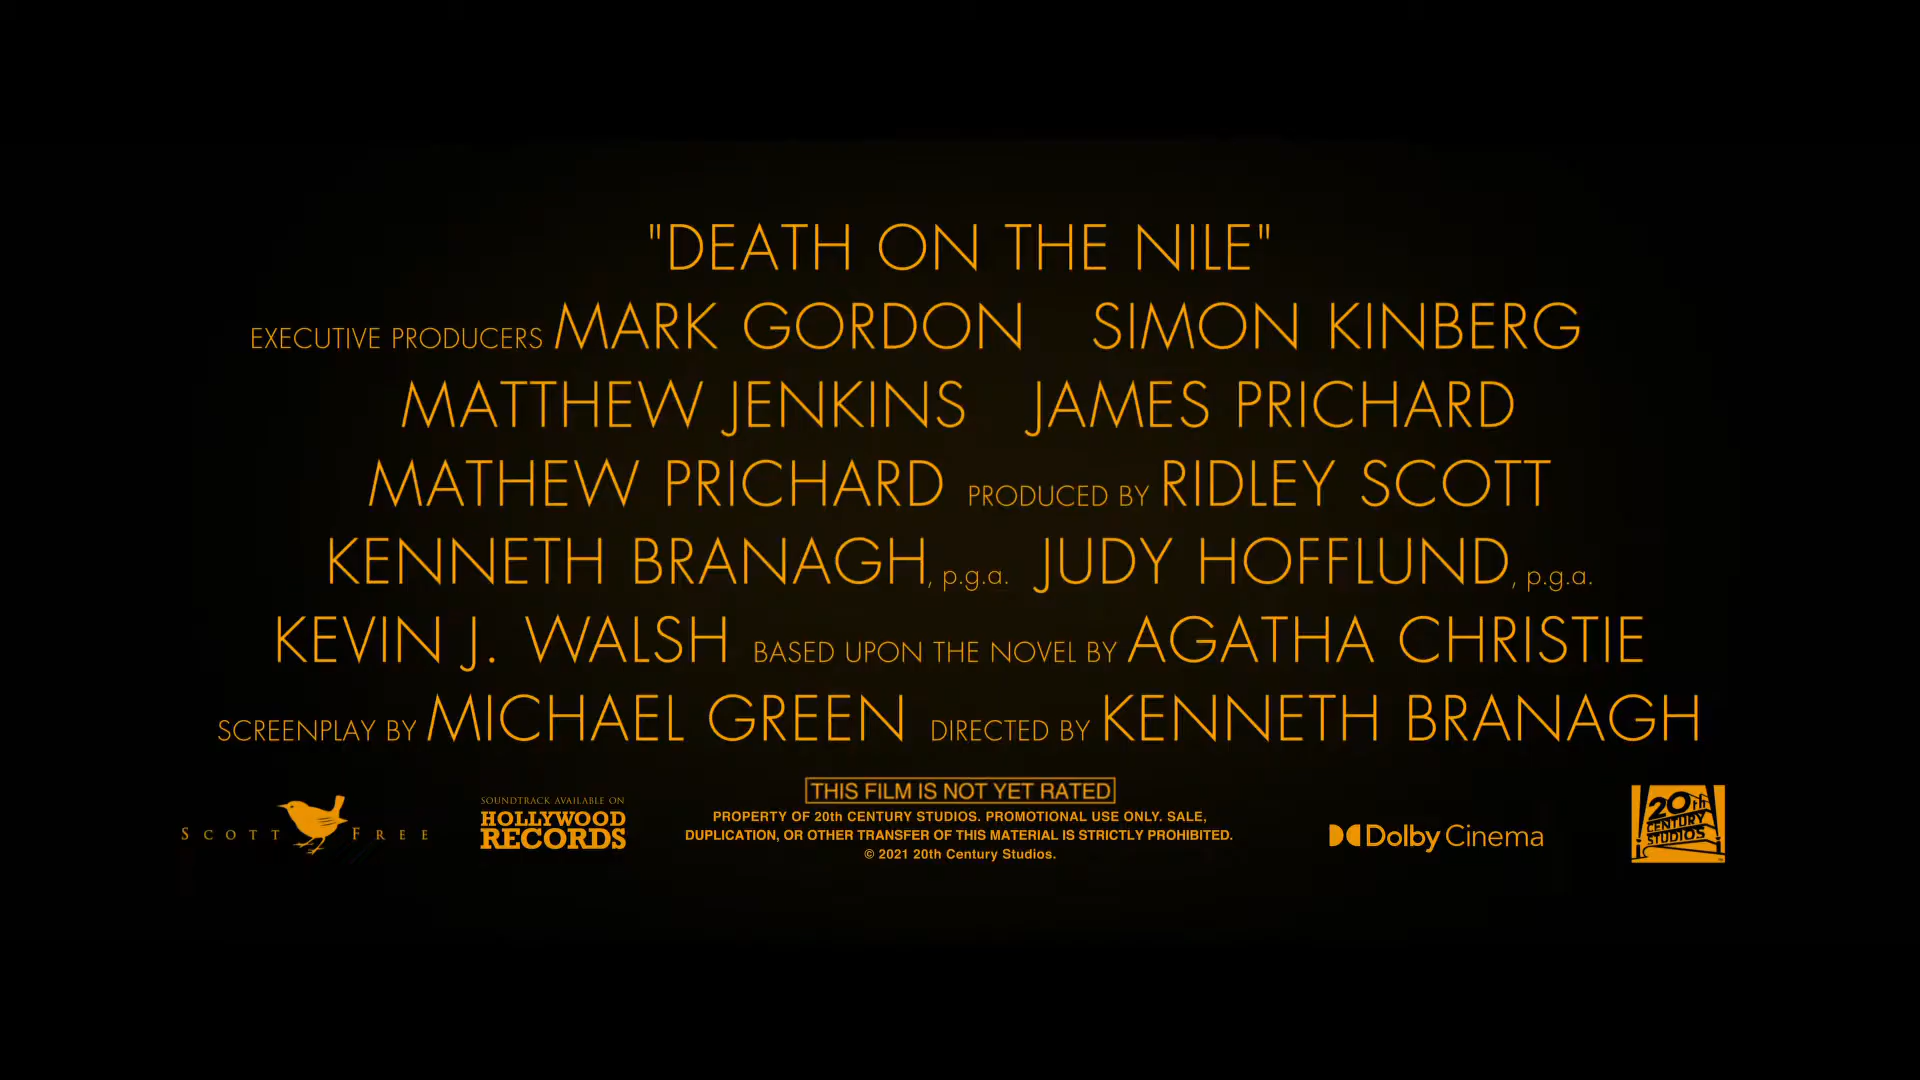 "DEATH ON THE NILE"
EXECUTIVE PRODUCERS MARK GORDON SIMON KINBERG
MATTHEW JENKINS JAMES PRICHARD
MATHEW PRICHARD PRODUCED BY RIDLEY SCOTT
KENNETH BRANAGH, p.g.a. JUDY HOFFLUND, p.g.a.
KEVIN J. WALSH BASED UPON THE NOVEL BY AGATHA CHRISTIE
SCREENPLAY BY MICHAEL GREEN DIRECTED BY KENNETH BRANAGH
SCOTT FREE
SOUNDTRACK AVAILABLE ON
HOLLYWOOD
RECORDS
THIS FILM IS NOT YET RATED
PROPERTY OF 20th CENTURY STUDIOS. PROMOTIONAL USE ONLY. SALE,
DUPLICATION, OR OTHER TRANSFER OF THIS MATERIAL IS STRICTLY PROHIBITED.
© 2021 20th Century Studios.
Dolby Cinema
20TH
CENTURY
STUDIOS